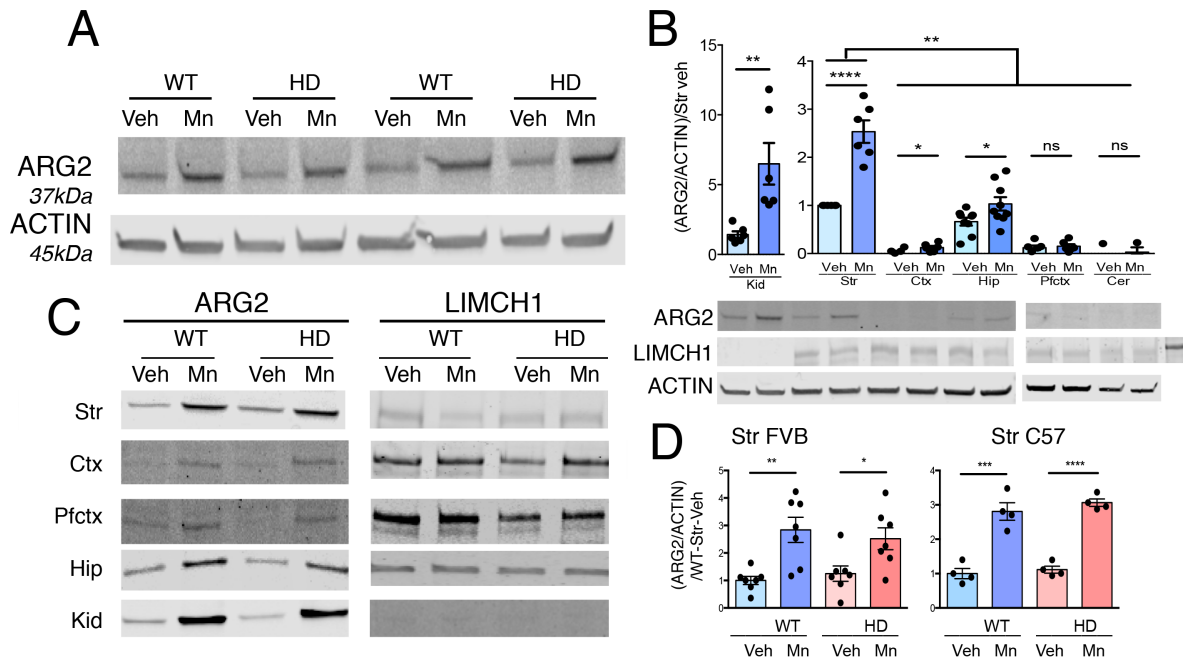 A
WT HD WT HD
Veh Mn Veh Mn Veh Mn Veh Mn
ARG2
37kDa
ACTIN
45kDa
B
(ARG2/ACTIN)/Str veh
15
10
5
0
**
Veh Mn
Kid
4
3
2
1
0
**
****
*
*
ns
ns
Veh Mn Veh Mn Veh Mn Veh Mn Veh Mn
Str Ctx Hip Pfctx Cer
ARG2
LIMCH1
ACTIN
C
ARG2 LIMCH1
WT HD WT HD
Veh Mn Veh Mn Veh Mn Veh Mn
Str
Ctx
Pfctx
Hip
Kid
D
Str FVB
(ARG2/ACTIN)
/WT-Str-Veh
5
4
3
2
1
0
**
*
WT HD
Veh Mn Veh Mn
Str C57
5
4
3
2
1
0
***
****
WT HD
Veh Mn Veh Mn